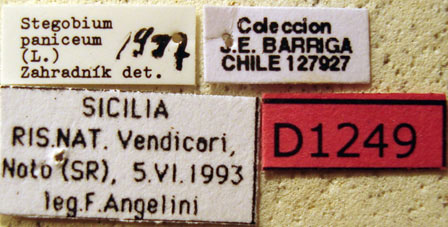 Stegobium
paniceum
(L.) 1997
Zahradník det.
Coleccion
J.E. BARRIGA
CHILE 127927
SICILIA
RIS.NAT. Vendicari,
Noto (SR), 5.VI.1993
leg.F.Angelini
D1249